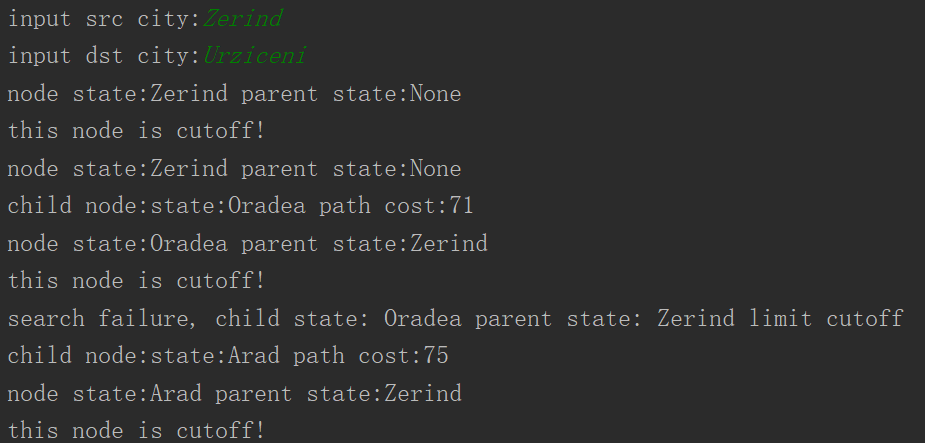 input src city:Zerind
input dst city:Urziceni
node state:Zerind parent state:None
this node is cutoff!
node state:Zerind parent state:None
child node:state:Oradea path cost:71
node state:Oradea parent state:Zerind
this node is cutoff!
search failure, child state: Oradea parent state: Zerind limit cutoff
child node:state:Arad path cost:75
node state:Arad parent state:Zerind
this node is cutoff!